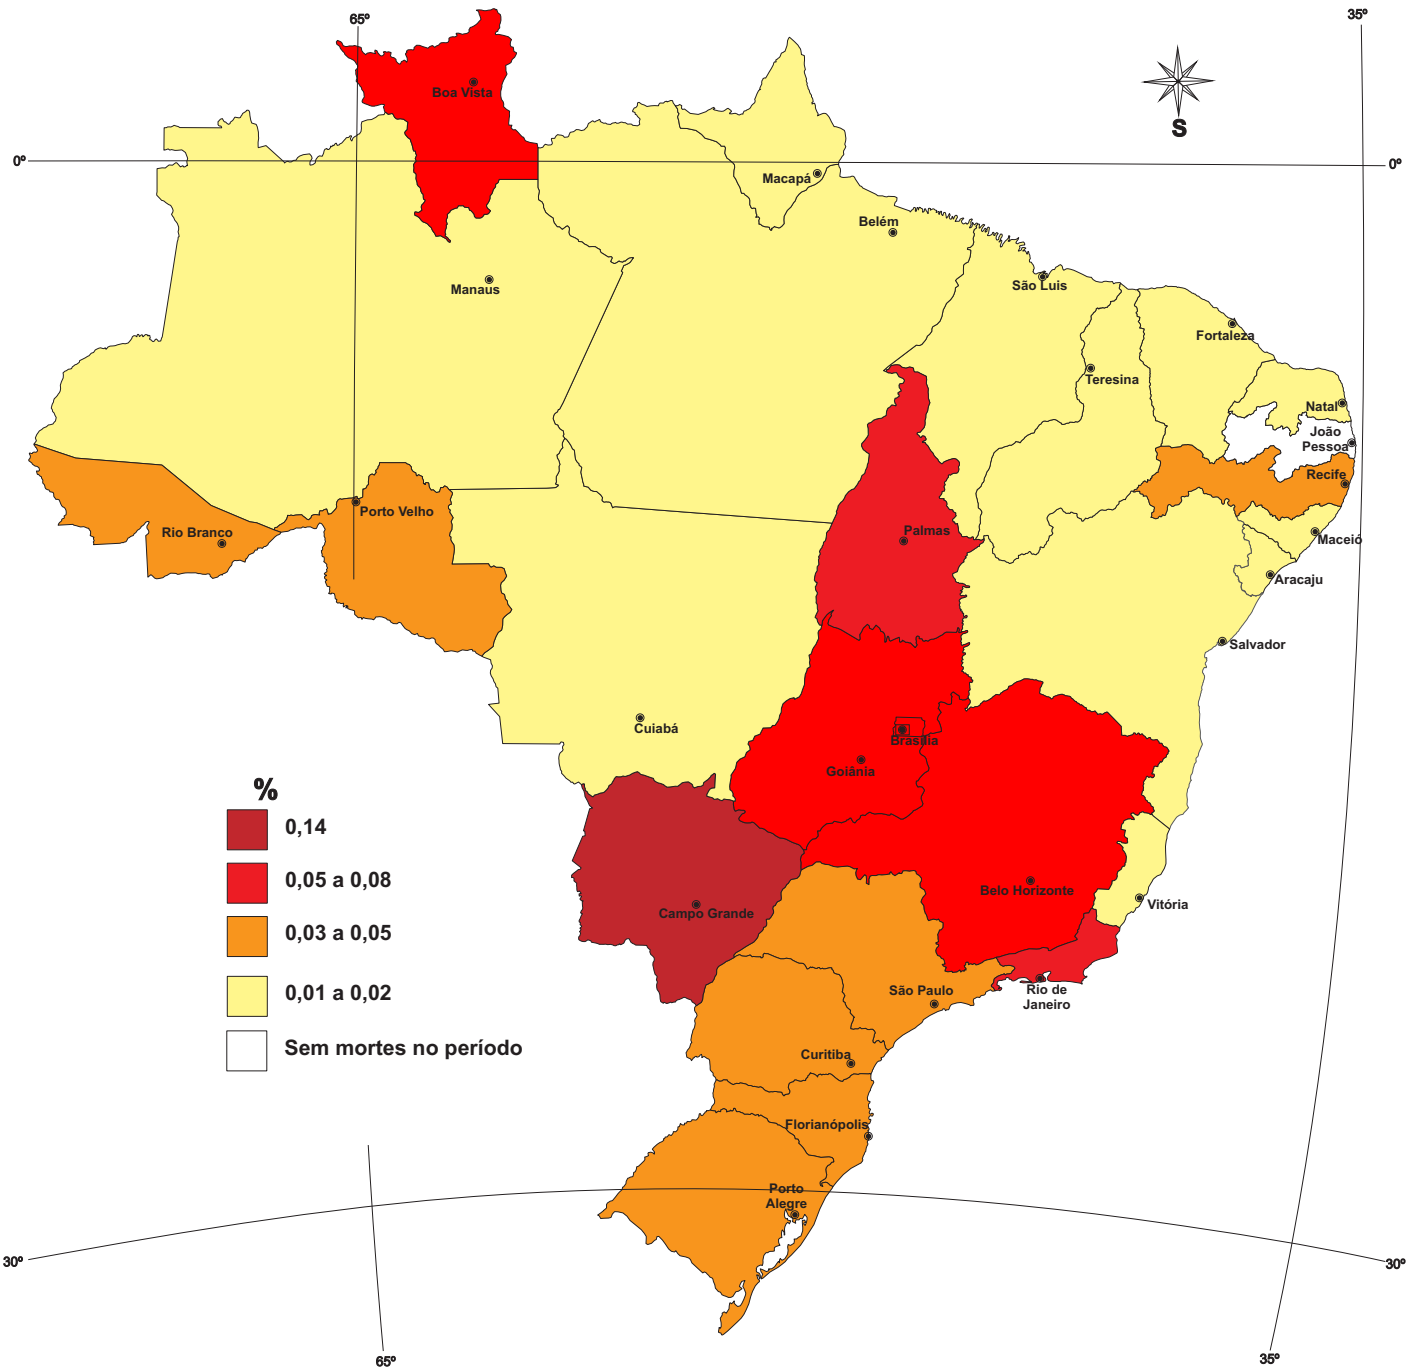 65º
35º
Boa Vista
S
0º
0º
Macapá
Belém
Manaus
São Luis
Fortaleza
Teresina
Natal
João
Pessoa
Recife
Porto Velho
Rio Branco
Palmas
Maceió
Aracaju
Salvador
Cuiabá
Brasília
Goiânia
%
0,14
0,05 a 0,08
0,03 a 0,05
0,01 a 0,02
Sem mortes no período
Belo Horizonte
Campo Grande
Vitória
São Paulo
Rio de
Janeiro
Curitiba
Florianópolis
Porto
Alegre
30º
30º
65º
35º